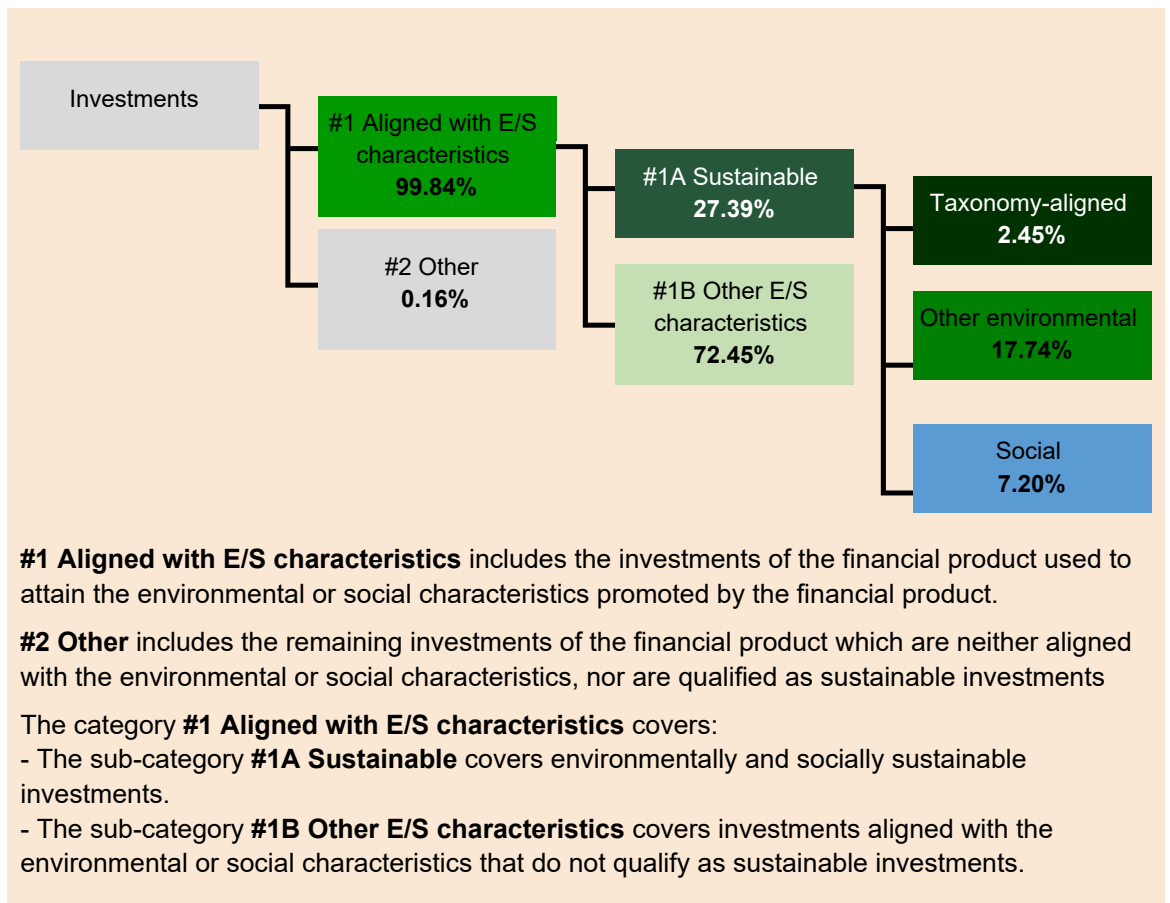 Investments
#1 Aligned with E/S
characteristics
99.84%
#2 Other
0.16%
#1A Sustainable
27.39%
#1B Other E/S
characteristics
72.45%
Taxonomy-aligned
2.45%
Other environmental
17.74%
Social
7.20%
#1 Aligned with E/S characteristics includes the investments of the financial product used to
attain the environmental or social characteristics promoted by the financial product.
#2 Other includes the remaining investments of the financial product which are neither aligned
with the environmental or social characteristics, nor are qualified as sustainable investments
The category #1 Aligned with E/S characteristics covers:
- The sub-category #1A Sustainable covers environmentally and socially sustainable
investments.
- The sub-category #1B Other E/S characteristics covers investments aligned with the
environmental or social characteristics that do not qualify as sustainable investments.